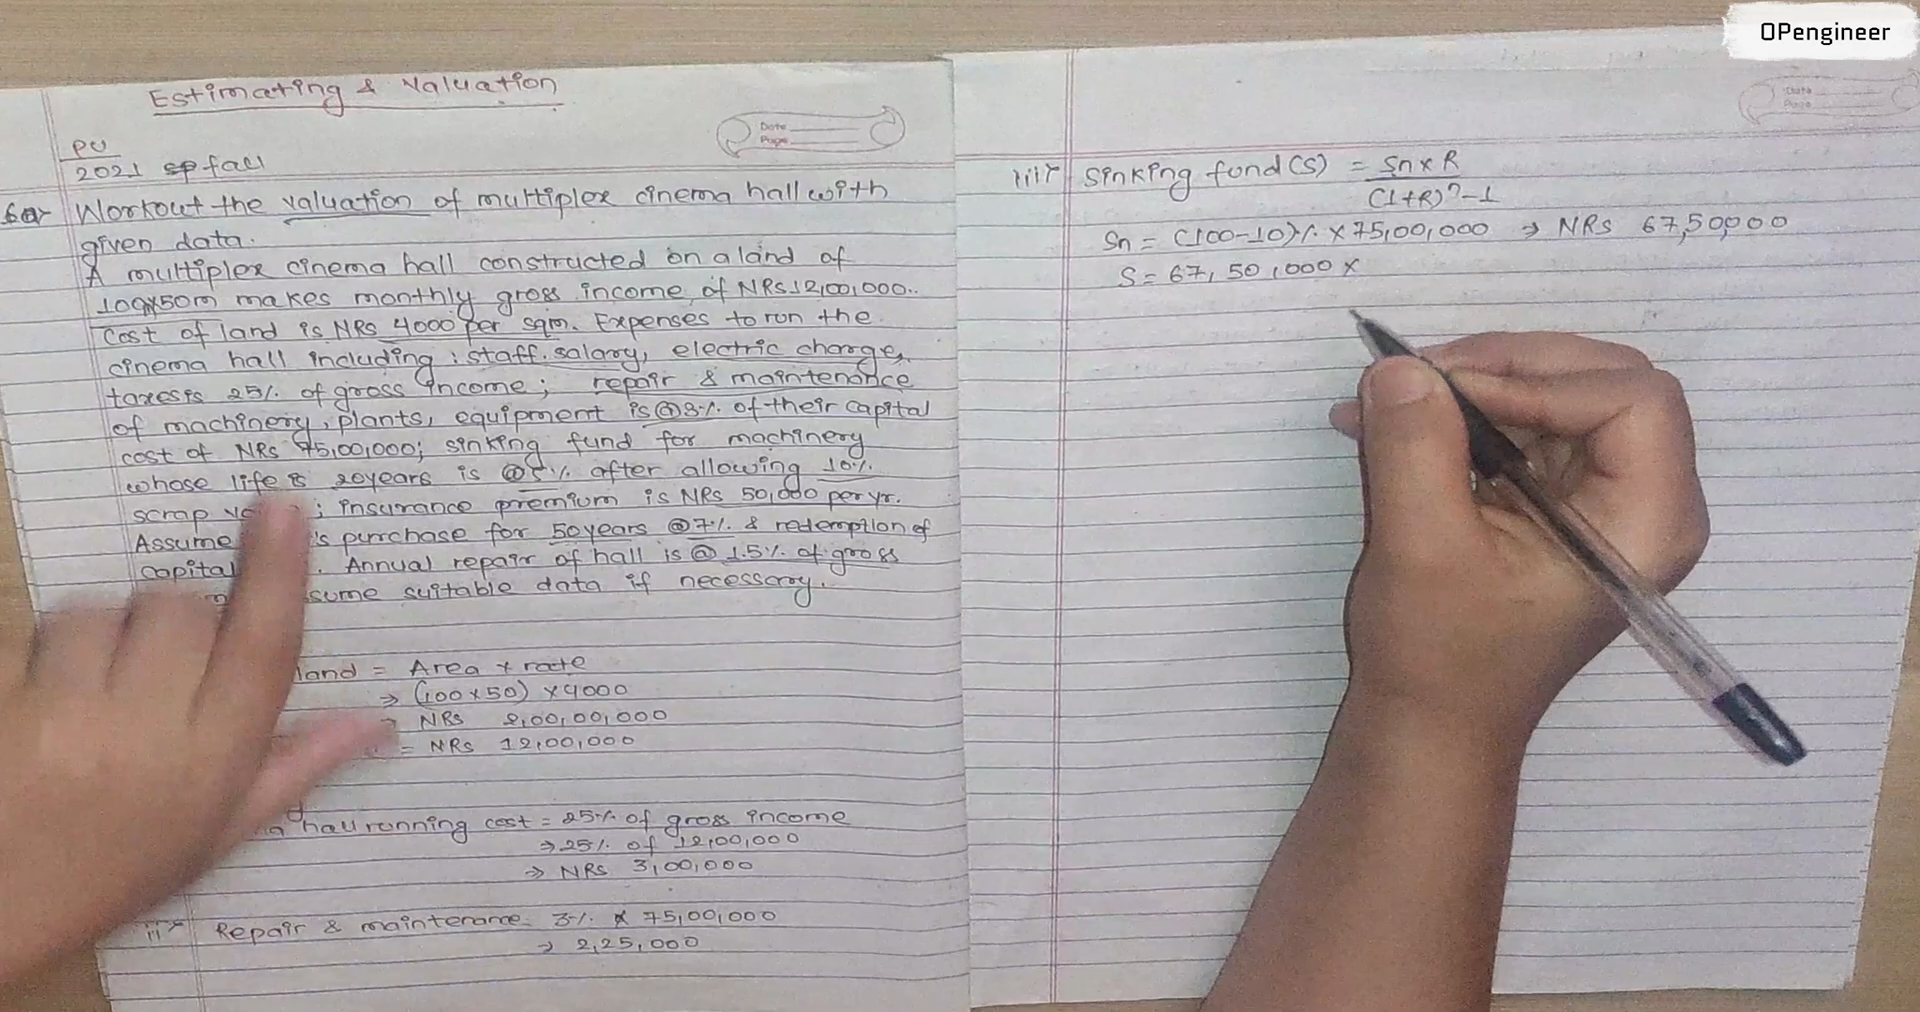 OPengineer
Estimating & Valuation
Date
Page
PU
2021 fall
6a> Workout the valuation of multiplex cinema hall with
given data.
A multiplex cinema hall constructed on a land of
100x50m makes monthly gross income of NRS.12,00,000.
Cost of land is NRS 4000 per sqm. Expenses to run the
cinema hall including : staff salary, electric charge,
taxes is 25% of gross income; repair & maintenance
of machinery, plants, equipment is @3% of their capital
cost of NRS 75,00,000; sinking fund for machinery
whose life is 20years is @5% after allowing 10%
scrap ; insurance premium is NRS 50,000 per yr.
Assume purchase for 50years @7% & redemption of
capital . Annual repair of hall is @ 1.5% of gross
suitable data if necessary.
land = Area x rate
⇒ (100x50) x4000
NRS 2,00,00,000
= NRS 12,00,000
hall running cost = 25% of gross income
⇒ 25% of 12,00,000
⇒ NRS 3,00,000
ii> Repair & maintenance 3% x 75,00,000
⇒ 2,25,000
Date
Page
iii> Sinking fund (S) = Sn x R
(1+R)ⁿ-1
Sn = (100-10)% x 75,00,000 ⇒ NRS 67,50,000
S = 67,50,000 x